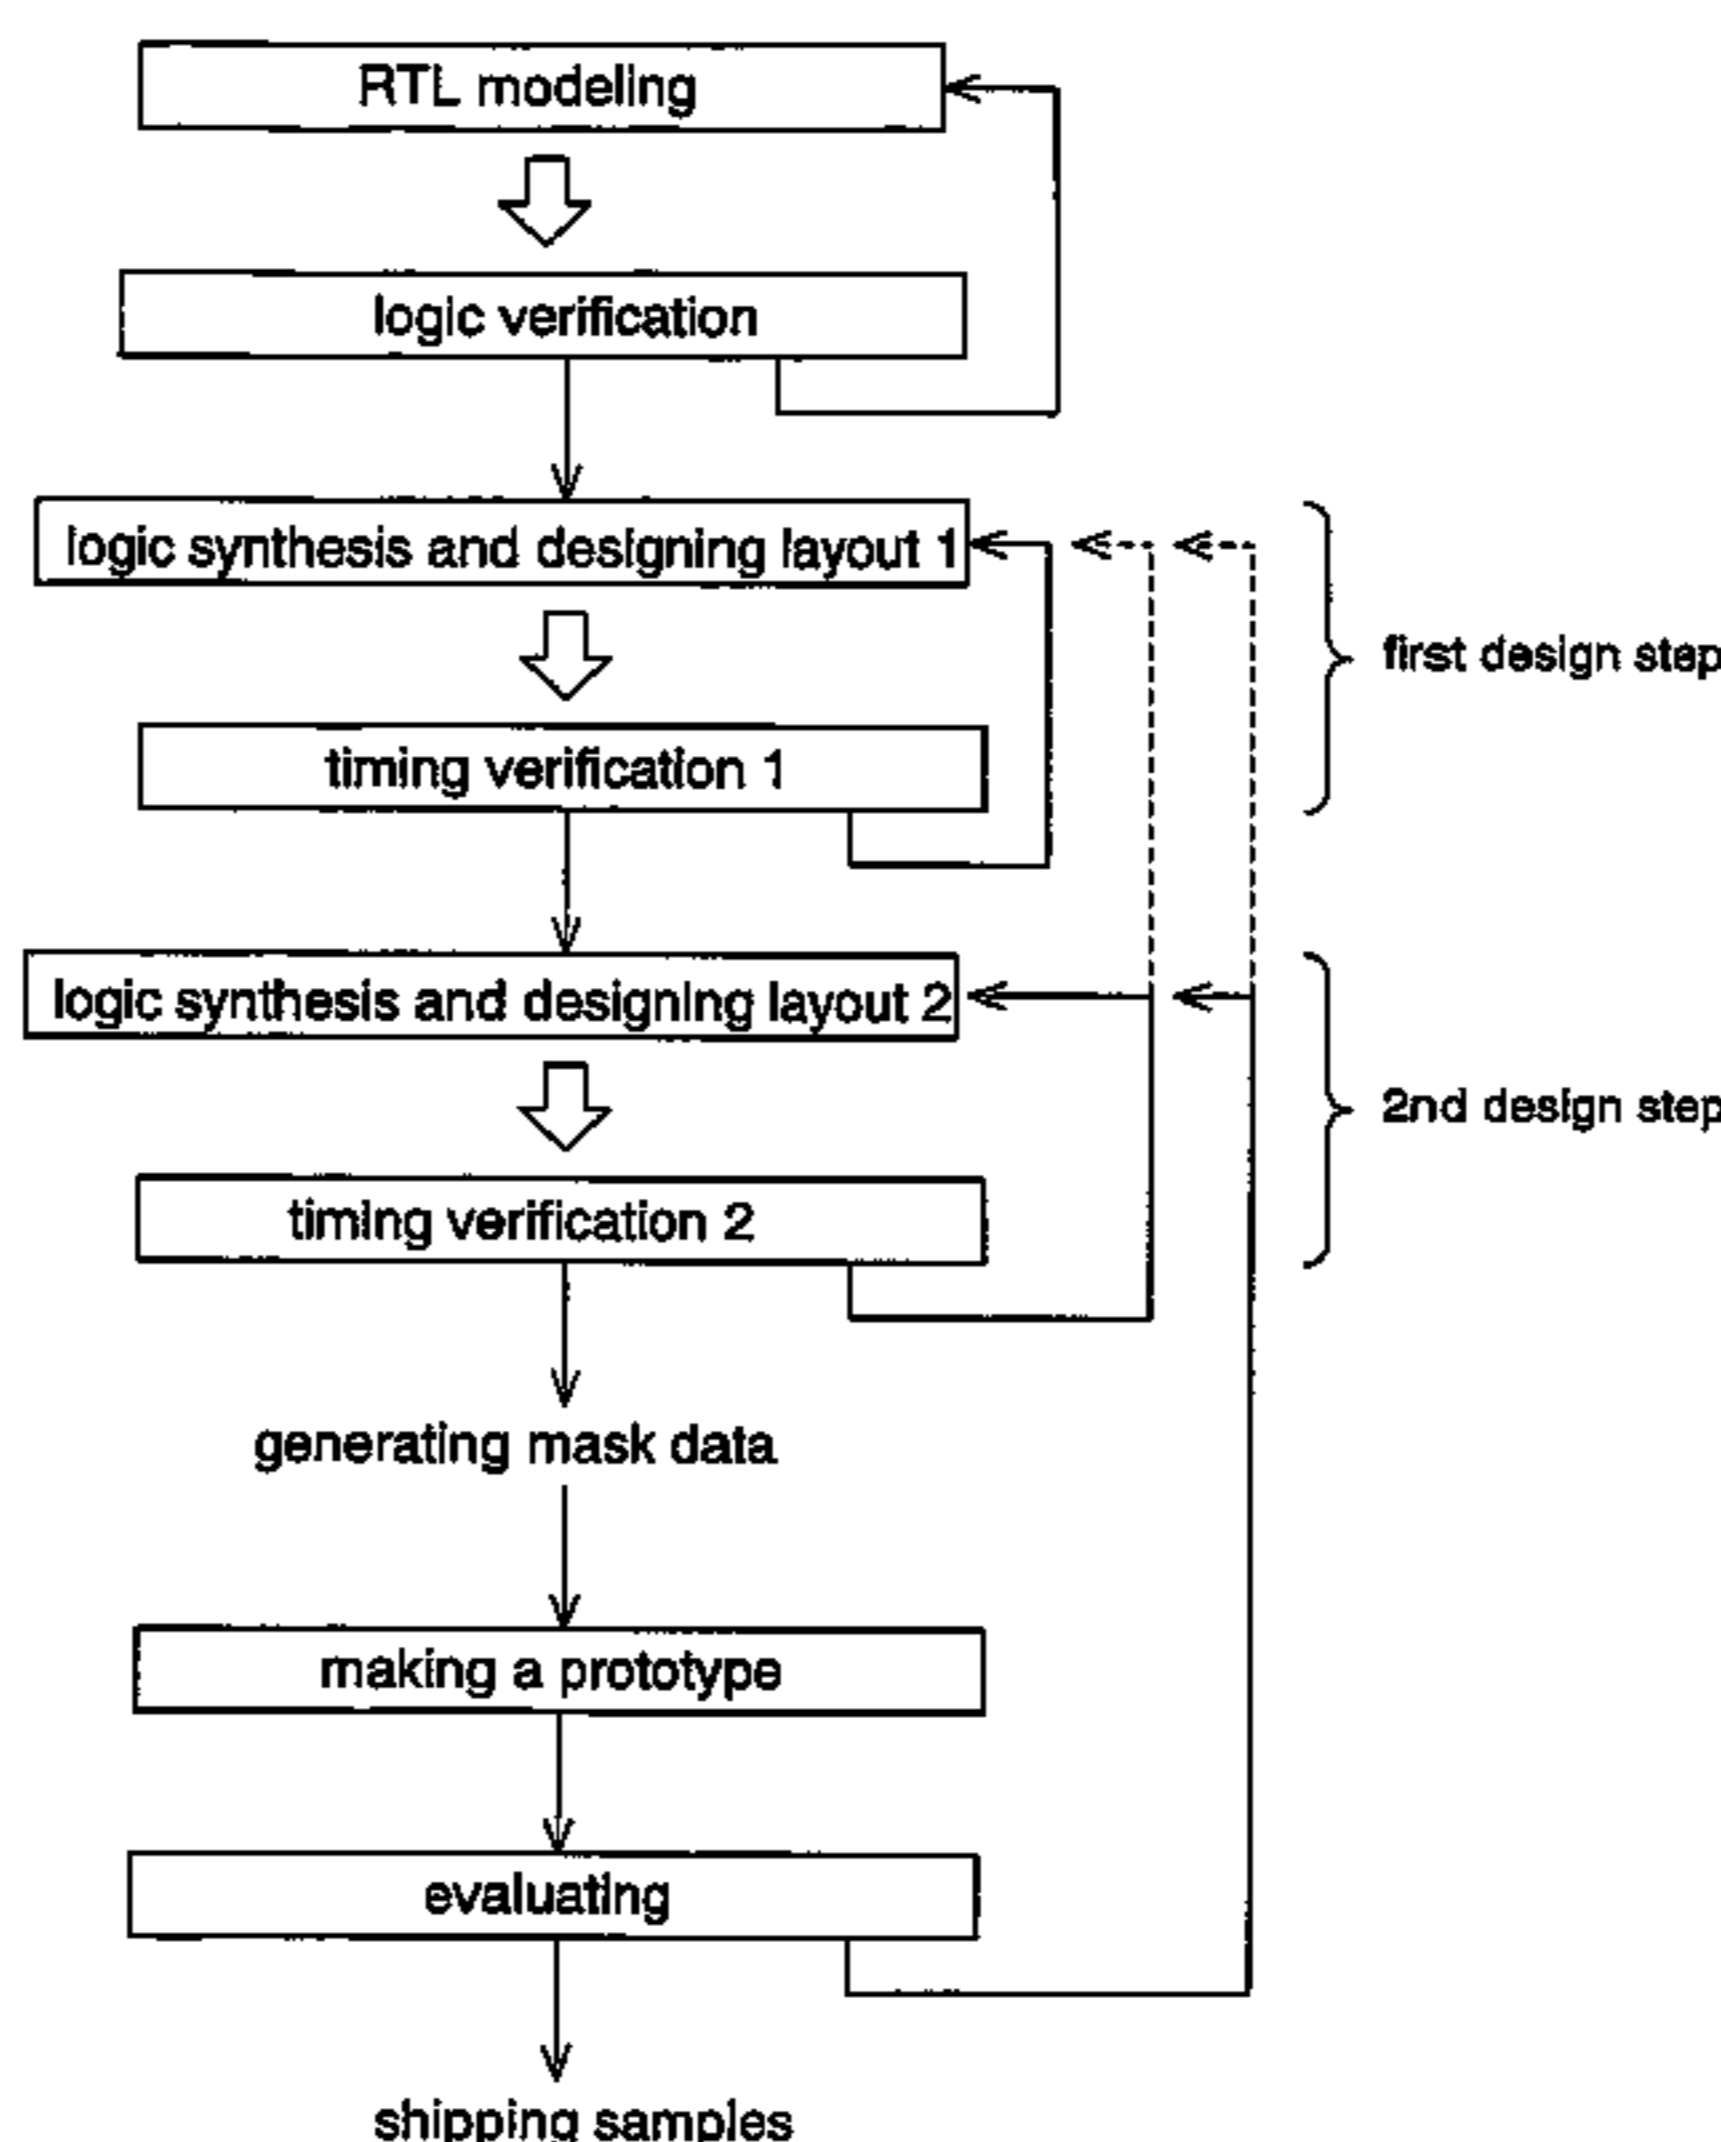 RTL modeling
logic verification
logic synthesis and designing layout 1
first design step
timing verification 1
logic synthesis and designing layout 2
2nd design step
timing verification 2
generating mask data
making a prototype
evaluating
shipping samples